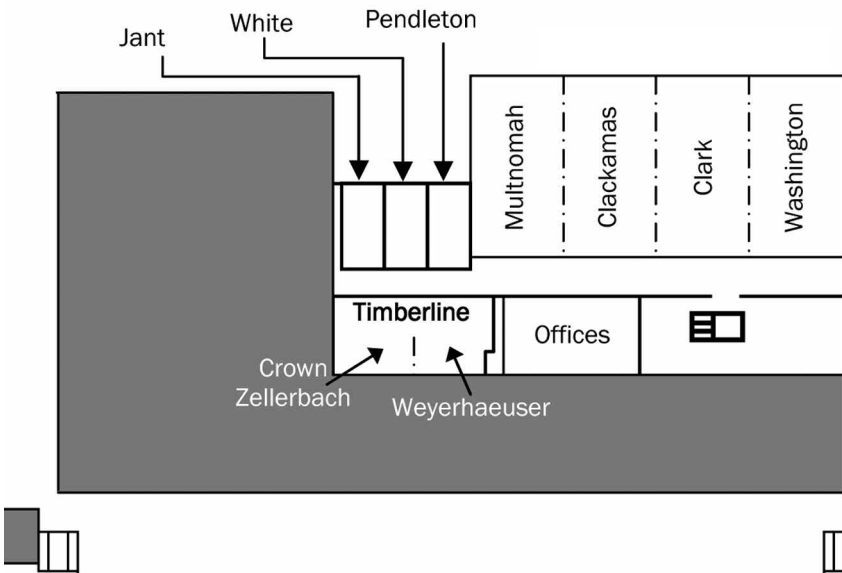 Jant
White
Pendleton
Multnomah
Clackamas
Clark
Washington
Timberline
Offices
Crown
Zellerbach
Weyerhaeuser